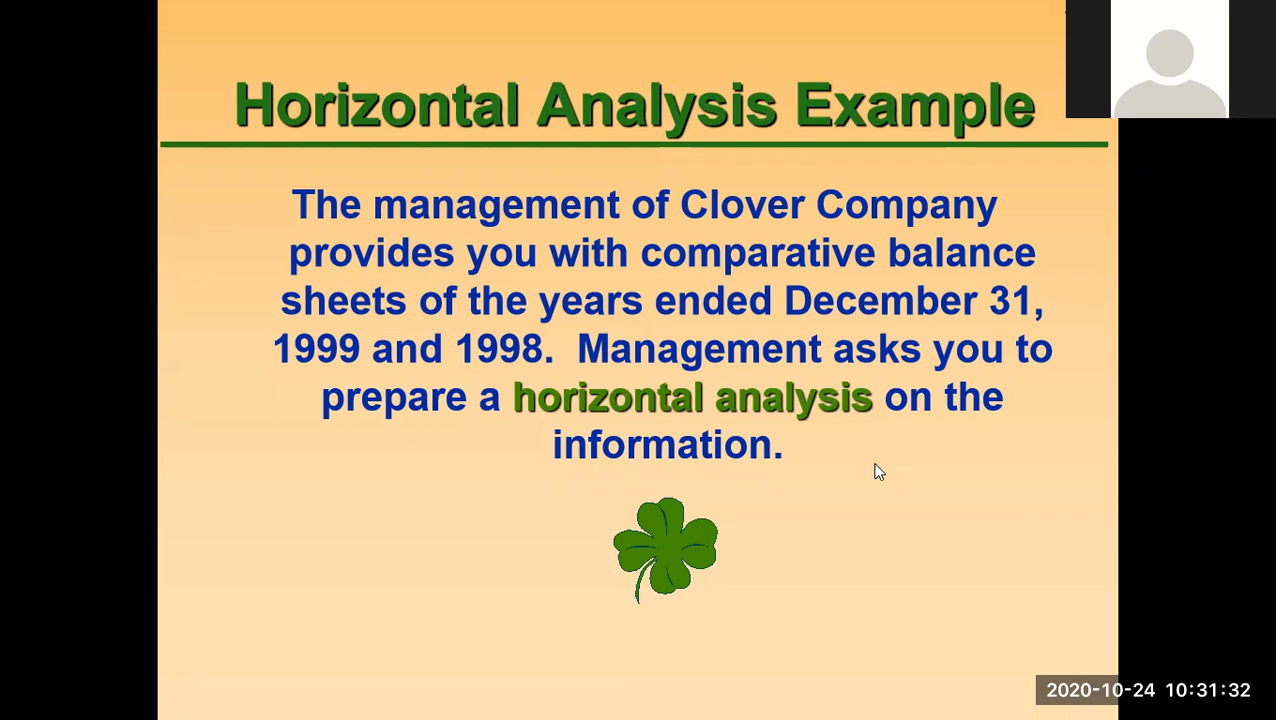 Horizontal Analysis Example
The management of Clover Company
provides you with comparative balance
sheets of the years ended December 31,
1999 and 1998.  Management asks you to
prepare a horizontal analysis on the
information.
2020-10-24 10:31:32